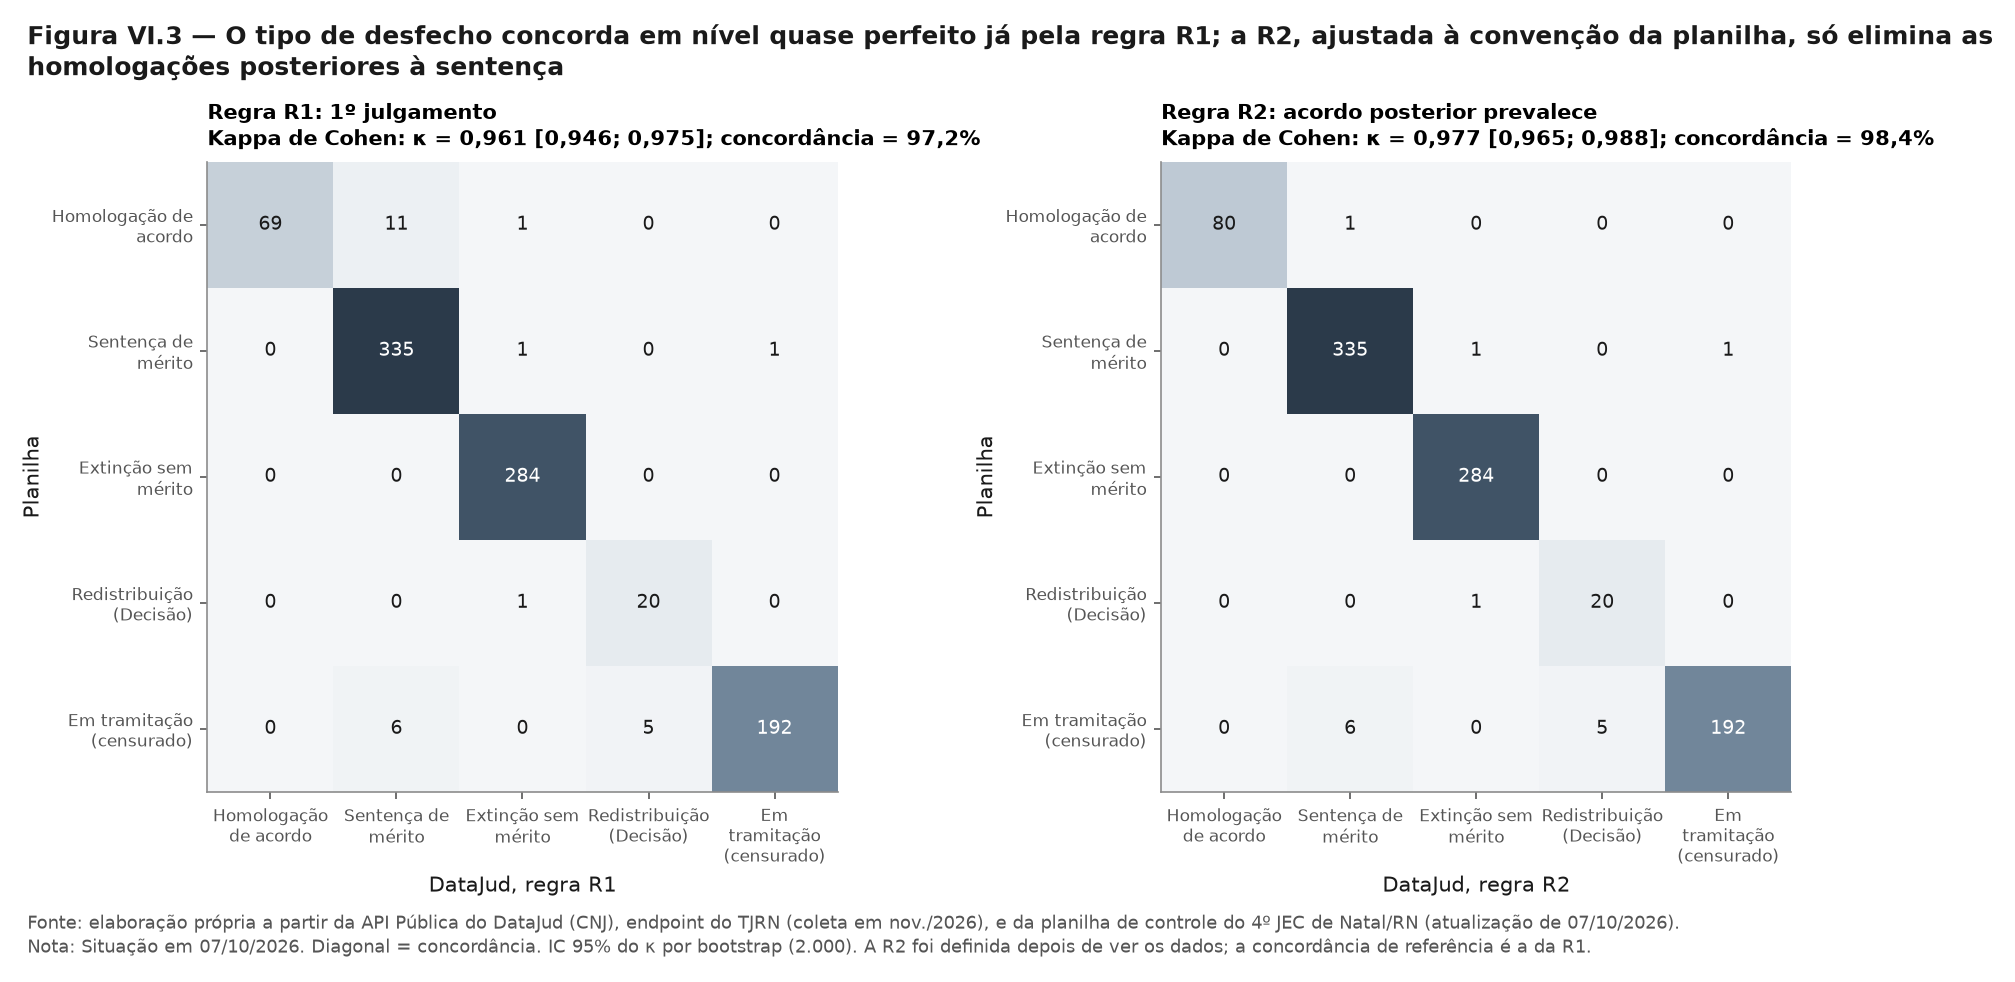 Figura VI.3 — O tipo de desfecho concorda em nível quase perfeito já pela regra R1; a R2, ajustada à convenção da planilha, só elimina as
homologações posteriores à sentença
Regra R1: 1º julgamento
Kappa de Cohen: κ = 0,961 [0,946; 0,975]; concordância = 97,2%
Planilha
Homologação de
acordo
69 11 1 0 0
Sentença de
mérito
0 335 1 0 1
Extinção sem
mérito
0 0 284 0 0
Redistribuição
(Decisão)
0 0 1 20 0
Em tramitação
(censurado)
0 6 0 5 192
Homologação
de acordo
Sentença de
mérito
Extinção sem
mérito
Redistribuição
(Decisão)
Em
tramitação
(censurado)
DataJud, regra R1
Regra R2: acordo posterior prevalece
Kappa de Cohen: κ = 0,977 [0,965; 0,988]; concordância = 98,4%
Planilha
Homologação de
acordo
80 1 0 0 0
Sentença de
mérito
0 335 1 0 1
Extinção sem
mérito
0 0 284 0 0
Redistribuição
(Decisão)
0 0 1 20 0
Em tramitação
(censurado)
0 6 0 5 192
Homologação
de acordo
Sentença de
mérito
Extinção sem
mérito
Redistribuição
(Decisão)
Em
tramitação
(censurado)
DataJud, regra R2
Fonte: elaboração própria a partir da API Pública do DataJud (CNJ), endpoint do TJRN (coleta em nov./2026), e da planilha de controle do 4º JEC de Natal/RN (atualização de 07/10/2026).
Nota: Situação em 07/10/2026. Diagonal = concordância. IC 95% do κ por bootstrap (2.000). A R2 foi definida depois de ver os dados; a concordância de referência é a da R1.